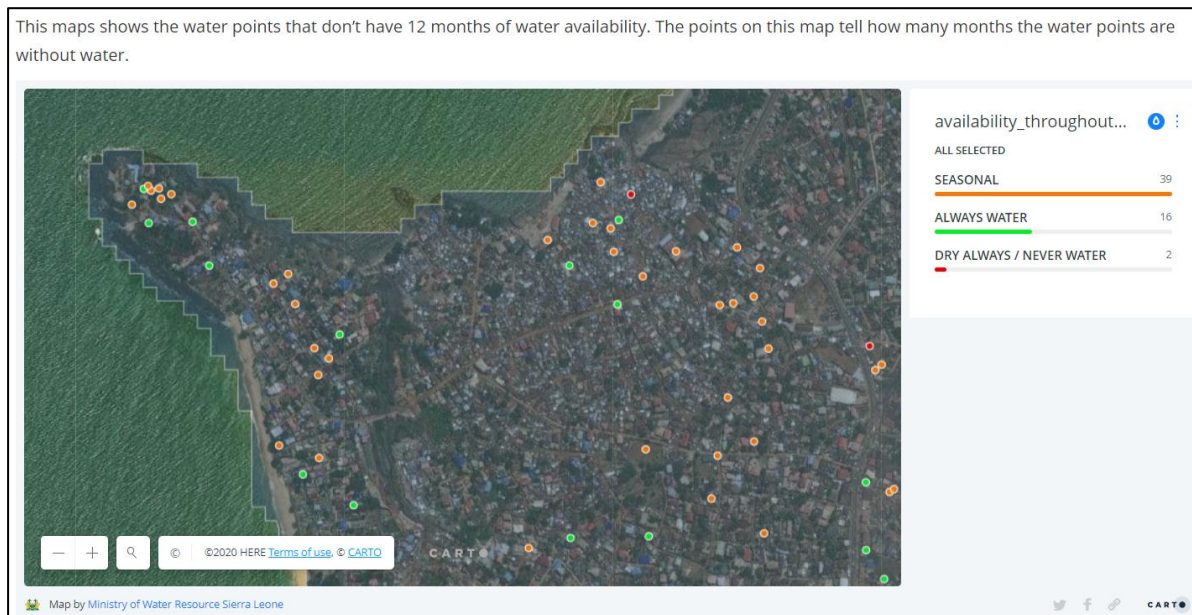 This maps shows the water points that don't have 12 months of water availability. The points on this map tell how many months the water points are
without water.
availability_throughout...
ALL SELECTED
SEASONAL 39
ALWAYS WATER 16
DRY ALWAYS / NEVER WATER 2
©2020 HERE Terms of use, © CARTO
CARTO
Map by Ministry of Water Resource Sierra Leone
CARTO